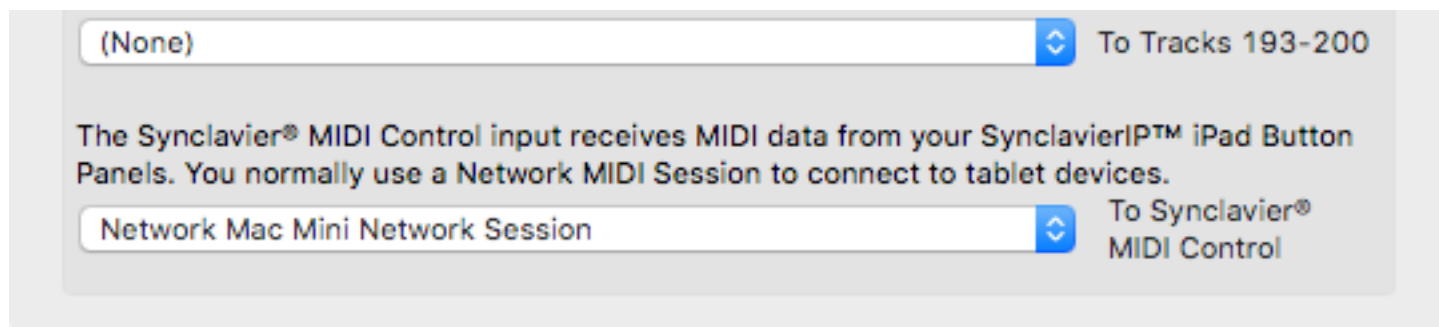 (None)
To Tracks 193-200
The Synclavier® MIDI Control input receives MIDI data from your SynclavierIP™ iPad Button
Panels. You normally use a Network MIDI Session to connect to tablet devices.
Network Mac Mini Network Session
To Synclavier®
MIDI Control